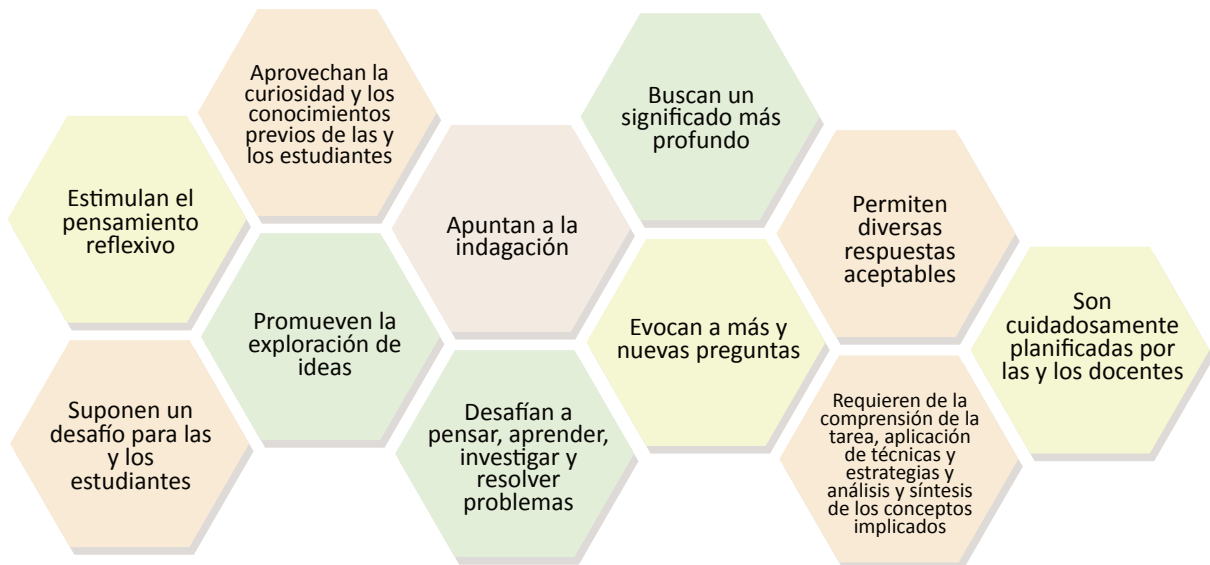 Aprovechan la
curiosidad y los
conocimientos
previos de las y
los estudiantes
Buscan un
significado más
profundo
Estimulan el
pensamiento
reflexivo
Apuntan a la
indagación
Permiten
diversas
respuestas
aceptables
Promueven la
exploración de
ideas
Evocan a más y
nuevas preguntas
Son
cuidadosamente
planificadas por
las y los docentes
Suponen un
desafío para las
y los
estudiantes
Desafían a
pensar, aprender,
investigar y
resolver
problemas
Requieren de la
comprensión de la
tarea, aplicación
de técnicas y
estrategias y
análisis y síntesis
de los conceptos
implicados